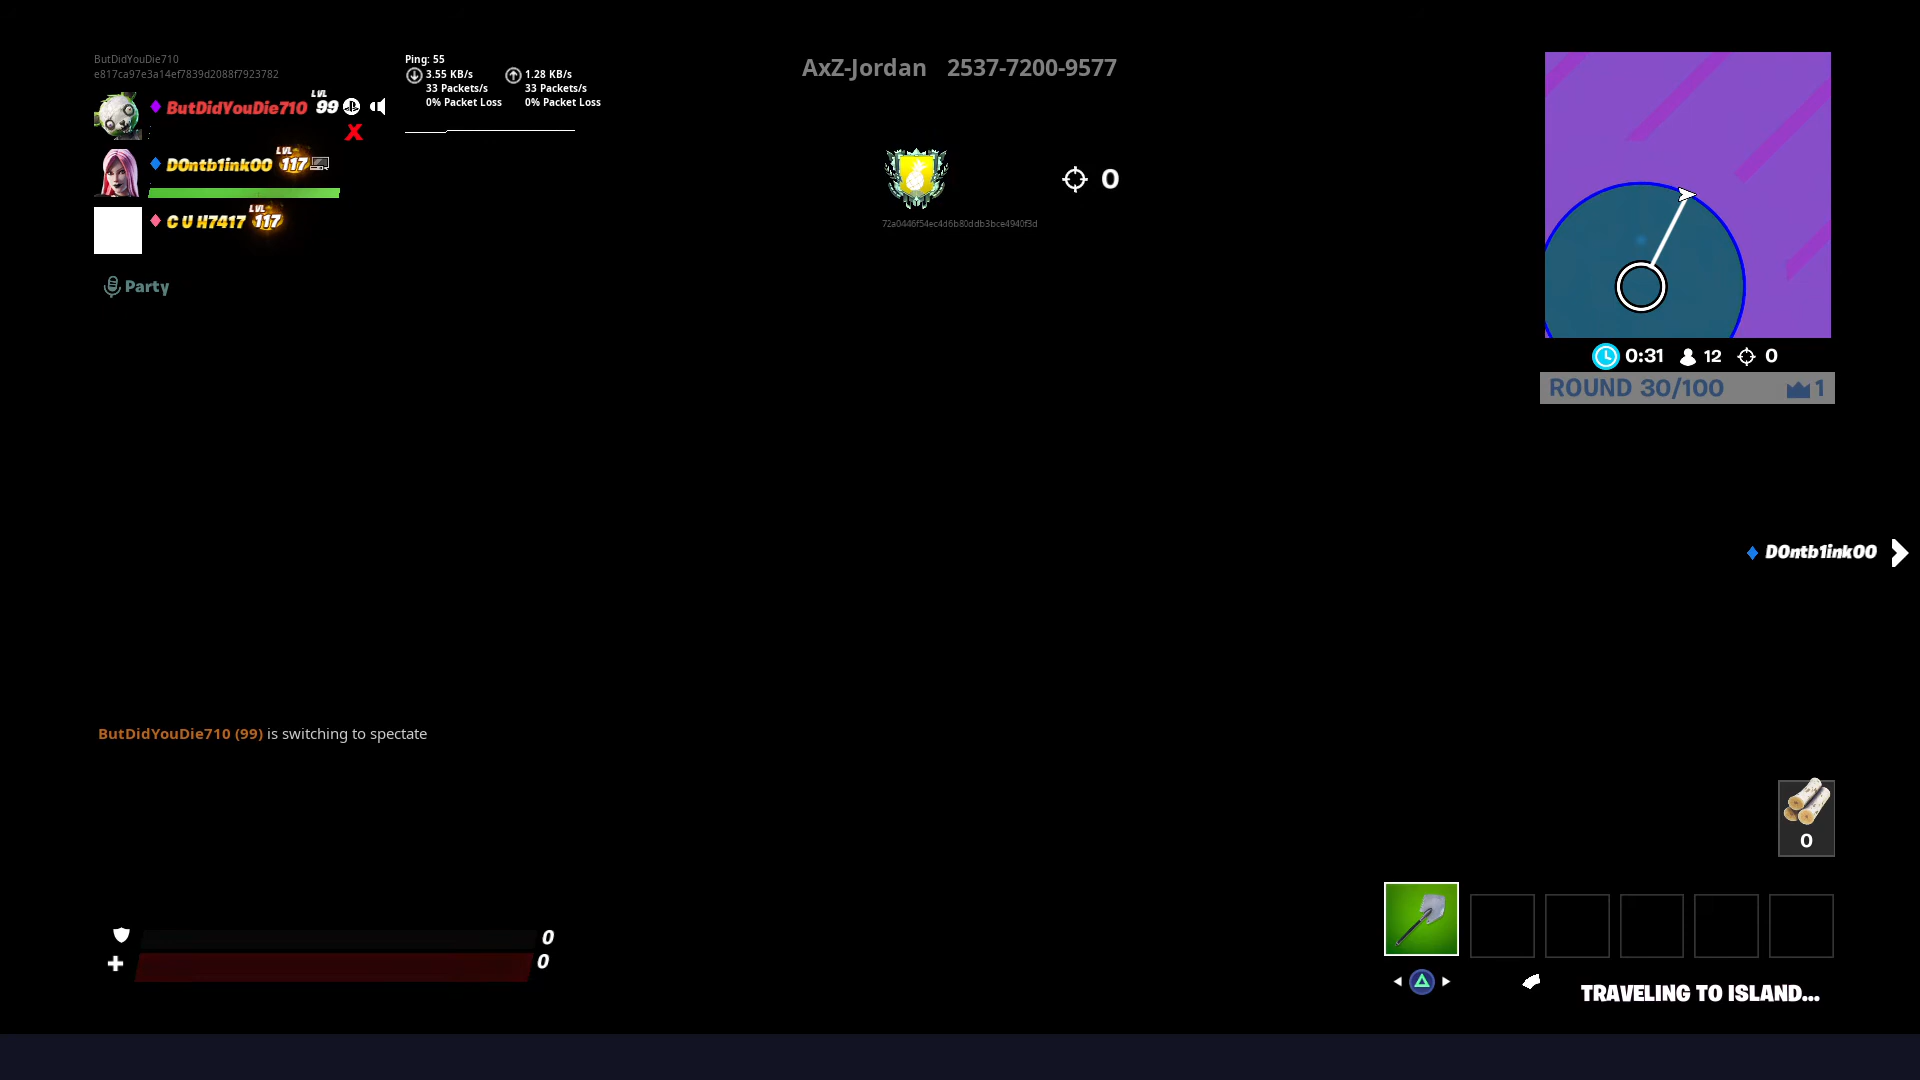 ButDidYouDie710
e817ca97e3a14ef7839d2088f7923782
ButDidYouDie710 LVL 99
D0ntb1ink00 LVL 117
C U H7417 LVL 117
Party
Ping: 55
3.55 KB/s 1.28 KB/s
33 Packets/s 33 Packets/s
0% Packet Loss 0% Packet Loss
AxZ-Jordan 2537-7200-9577
0
72a0446f54ec4d6b80ddb3bce4940f3d
0:31 12 0
ROUND 30/100 1
D0ntb1ink00
ButDidYouDie710 (99) is switching to spectate
0
0
0
TRAVELING TO ISLAND...